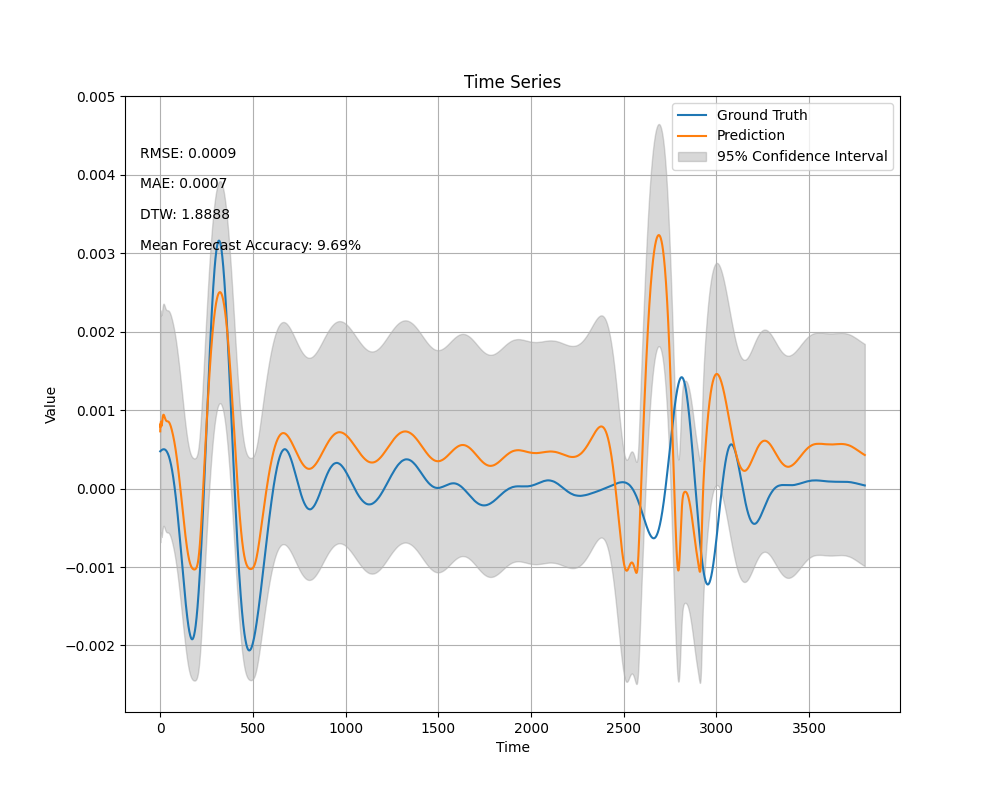 Time Series
Ground Truth
Prediction
95% Confidence Interval
RMSE: 0.0009
MAE: 0.0007
DTW: 1.8888
Mean Forecast Accuracy: 9.69%
0.005
0.004
0.003
0.002
0.001
0.000
−0.001
−0.002
Value
0 500 1000 1500 2000 2500 3000 3500
Time